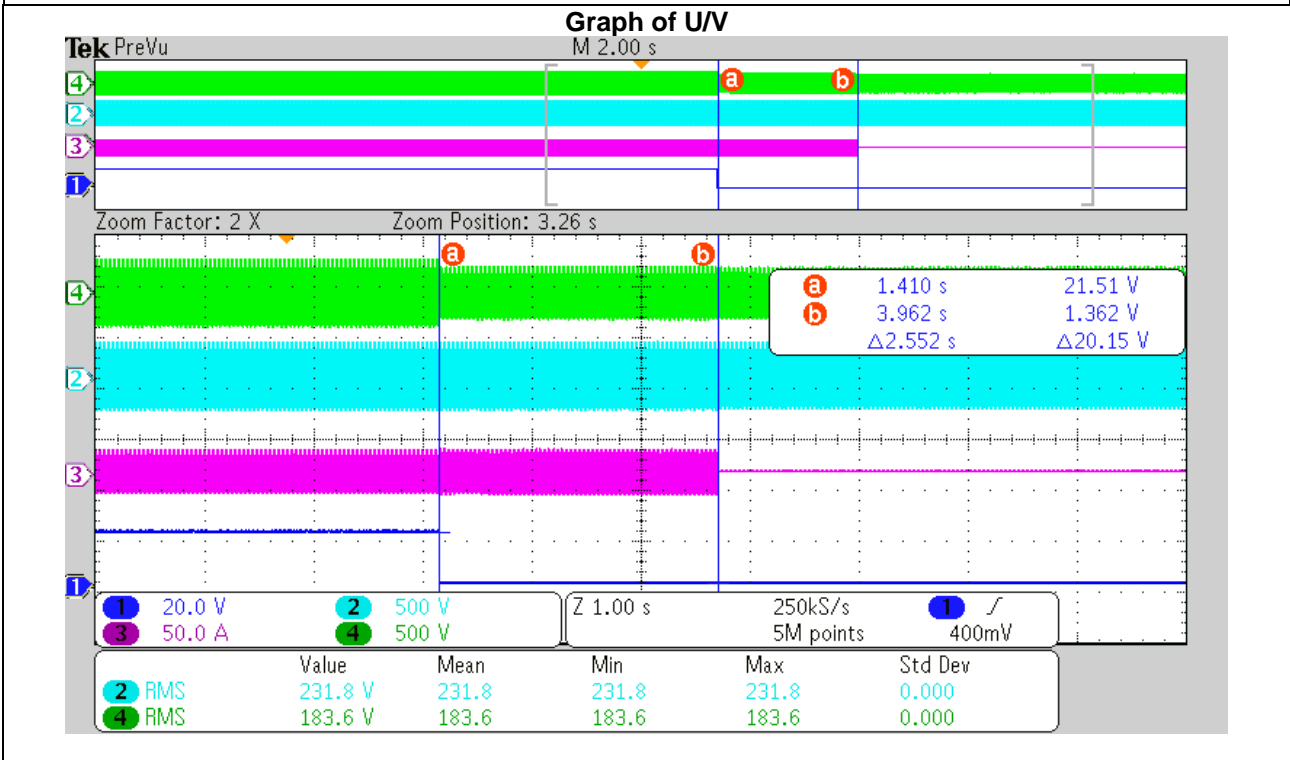 Graph of U/V
Tek PreVu M 2.00 s
4
a b
2
3
1
Zoom Factor: 2 X Zoom Position: 3.26 s
a b
4
a 1.410 s 21.51 V
b 3.962 s 1.362 V
Δ2.552 s Δ20.15 V
2
3
1
1 20.0 V 2 500 V Z 1.00 s 250kS/s 1 ∫
3 50.0 A 4 500 V 5M points 400mV
Value Mean Min Max Std Dev
2 RMS 231.8 V 231.8 231.8 231.8 0.000
4 RMS 183.6 V 183.6 183.6 183.6 0.000